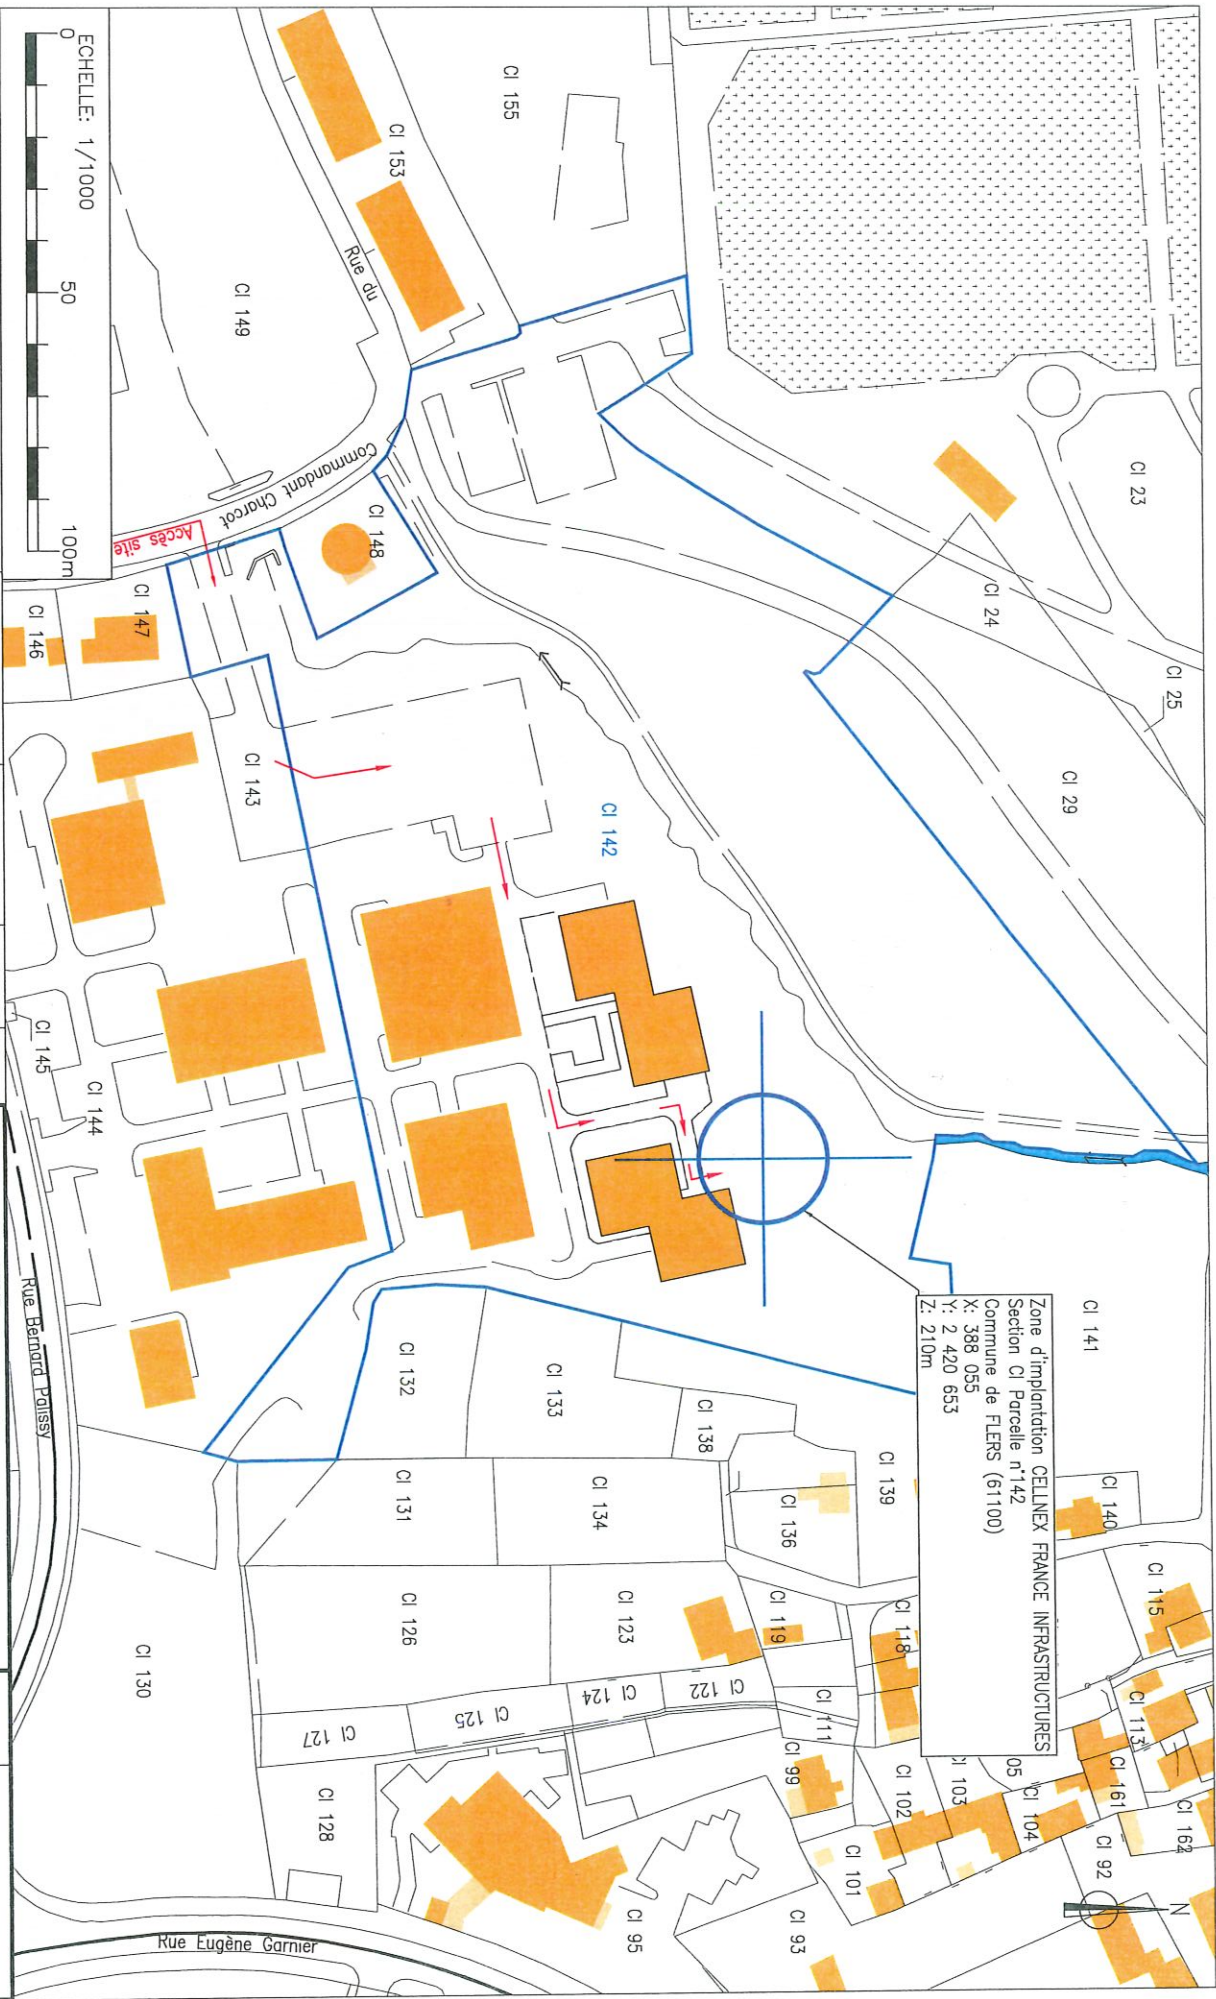 Zone d'implantation CELLNEX FRANCE INFRASTRUCTURES
Section CI Parcelle n°142
Commune de FLERS (61100)
X: 388 055
Y: 2 420 653
Z: 210m
N
CI 23
CI 24
CI 25
CI 29
CI 141
CI 140
CI 115
CI 113
CI 162
CI 161
CI 92
CI 104
05
CI 103
CI 102
CI 101
CI 118
CI 139
CI 119
CI 111
CI 99
CI 93
CI 155
CI 142
CI 138
CI 136
CI 133
CI 134
CI 123
CI 122
CI 124
CI 95
CI 153
Rue du
Commandant Charcot
CI 148
CI 132
CI 131
CI 126
CI 125
CI 127
CI 128
CI 149
CI 143
Accès site
CI 147
CI 146
CI 145
CI 144
CI 130
Rue Bernard Palissy
Rue Eugène Garnier
ECHELLE: 1/1000
0
50
100m